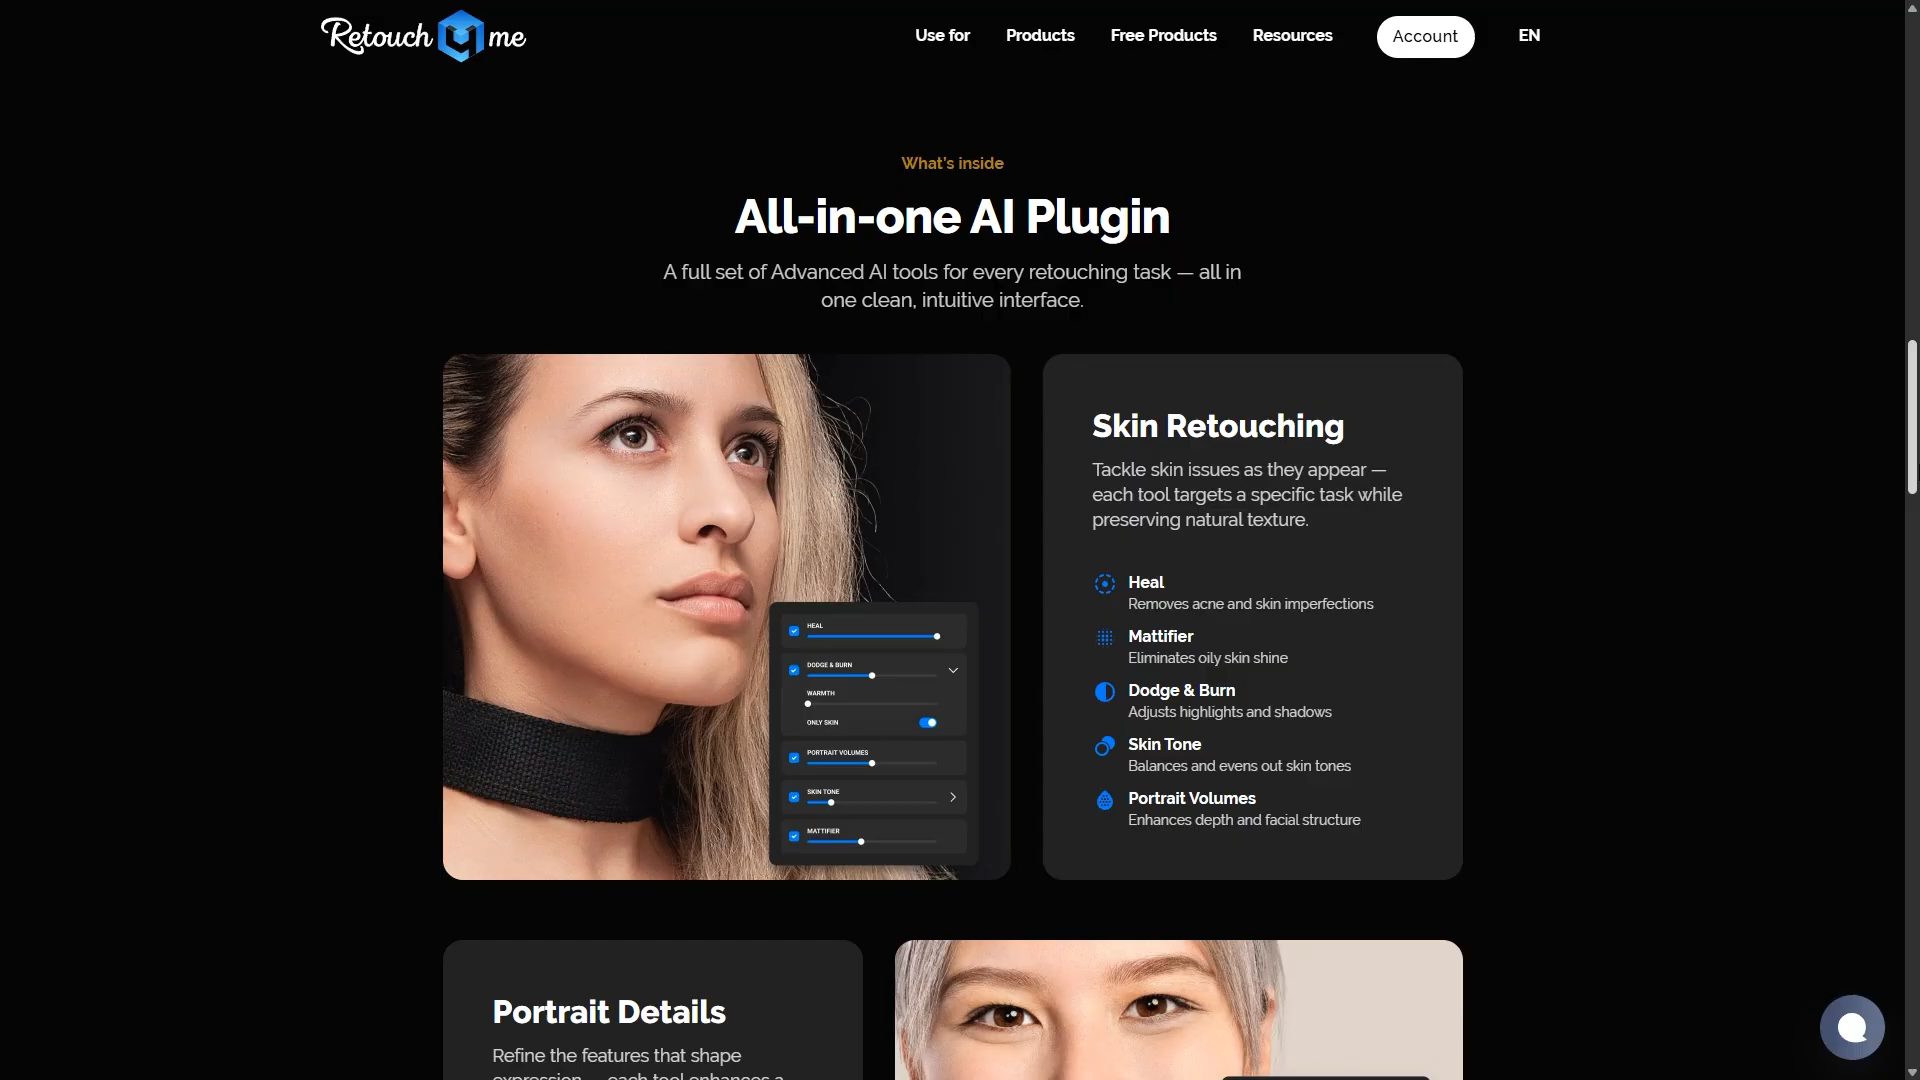 Retouch me
Use for
Products
Free Products
Resources
Account
EN
What's inside
All-in-one AI Plugin
A full set of Advanced AI tools for every retouching task — all in
one clean, intuitive interface.
HEAL
DODGE & BURN
WARMTH
ONLY SKIN
PORTRAIT VOLUMES
SKIN TONE
MATTIFIER
Skin Retouching
Tackle skin issues as they appear —
each tool targets a specific task while
preserving natural texture.
Heal
Removes acne and skin imperfections
Mattifier
Eliminates oily skin shine
Dodge & Burn
Adjusts highlights and shadows
Skin Tone
Balances and evens out skin tones
Portrait Volumes
Enhances depth and facial structure
Portrait Details
Refine the features that shape
expression — each tool enhances a